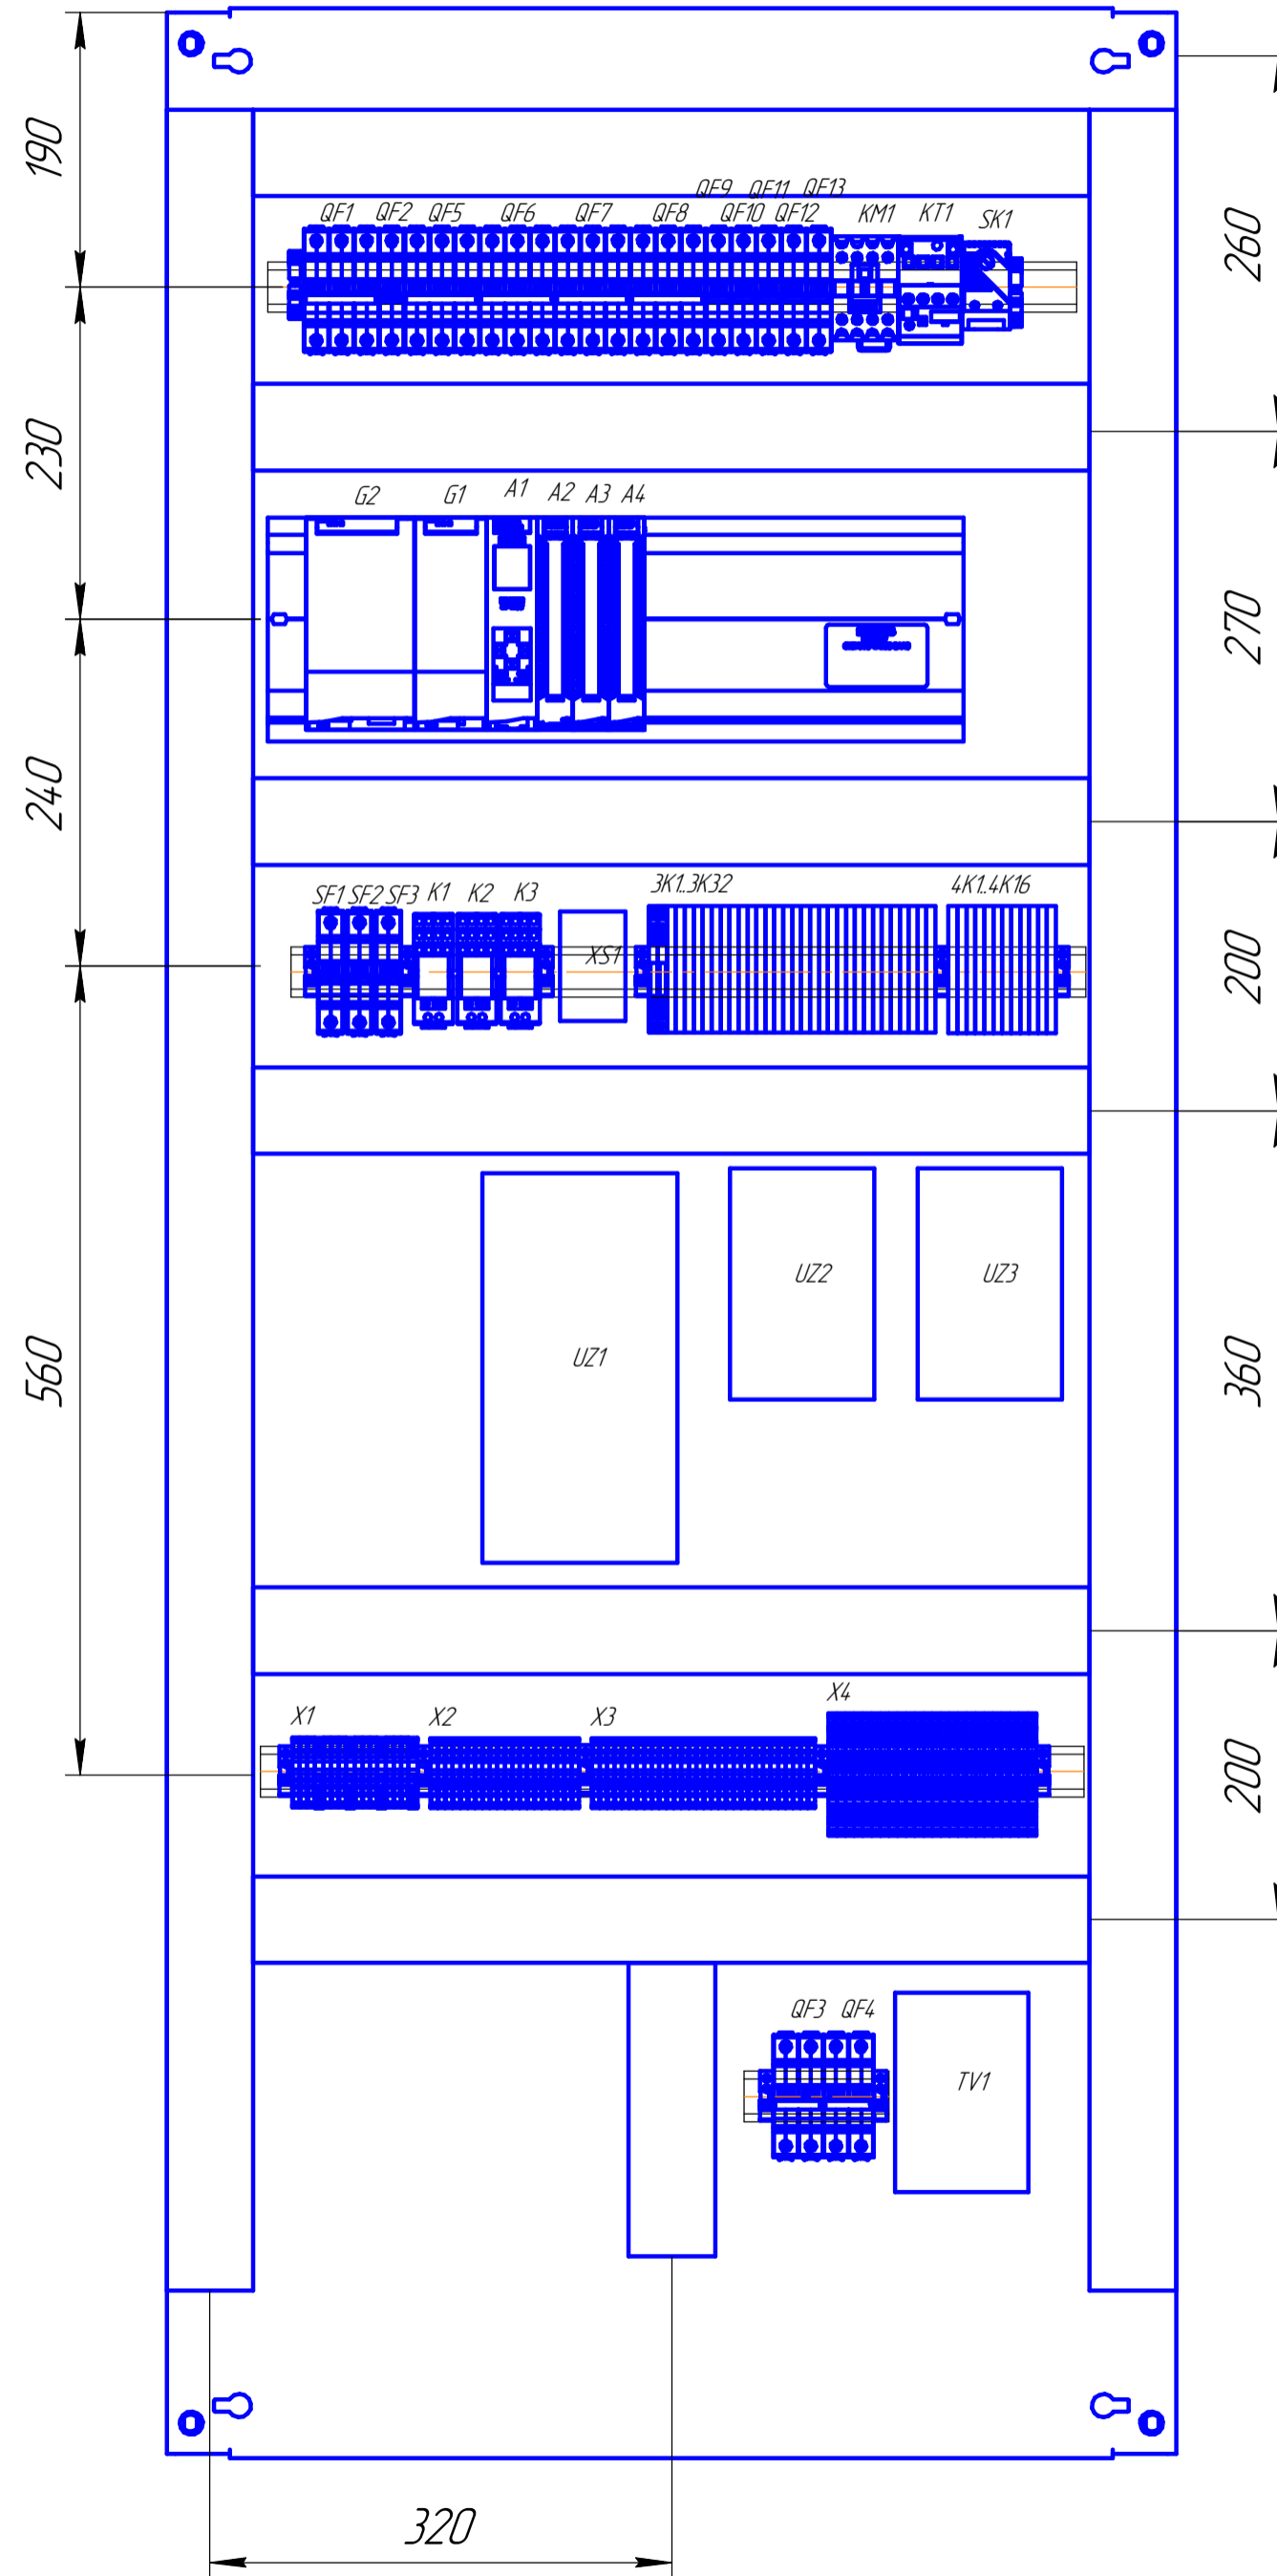 190
QF9 QF11 QF13
QF1 QF2 QF5 QF6 QF7 QF8 QF10 QF12 KM1 KT1 SK1
260
230
G2 G1 A1 A2 A3 A4
270
240
SF1 SF2 SF3 K1 K2 K3 3K1..3K32 4K1..4K16
XS1
200
UZ2 UZ3
UZ1
560
360
X1 X2 X3 X4
200
QF3 QF4
TV1
320